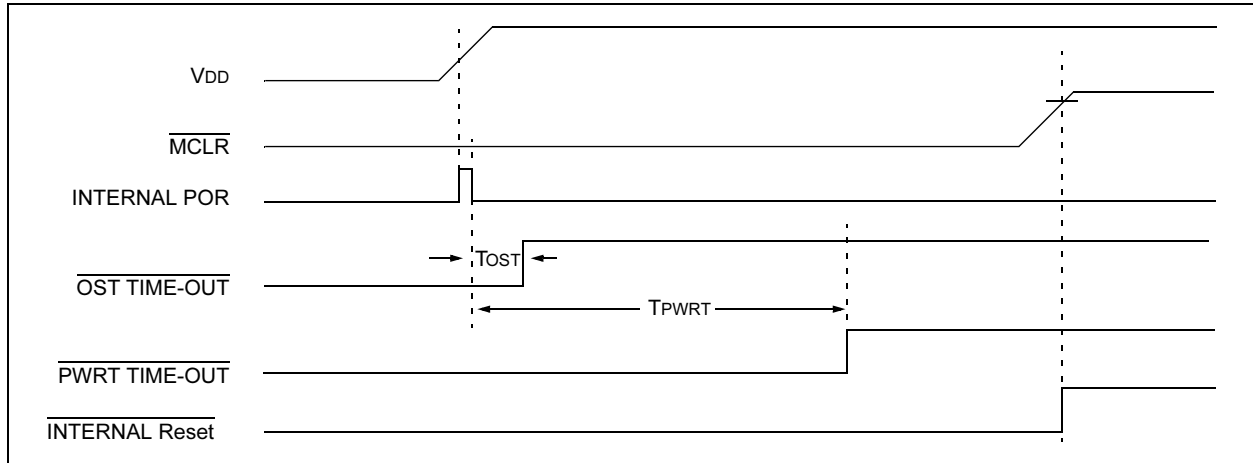 VDD
MCLR
INTERNAL POR
TOST
OST TIME-OUT
TPWRT
PWRT TIME-OUT
INTERNAL Reset